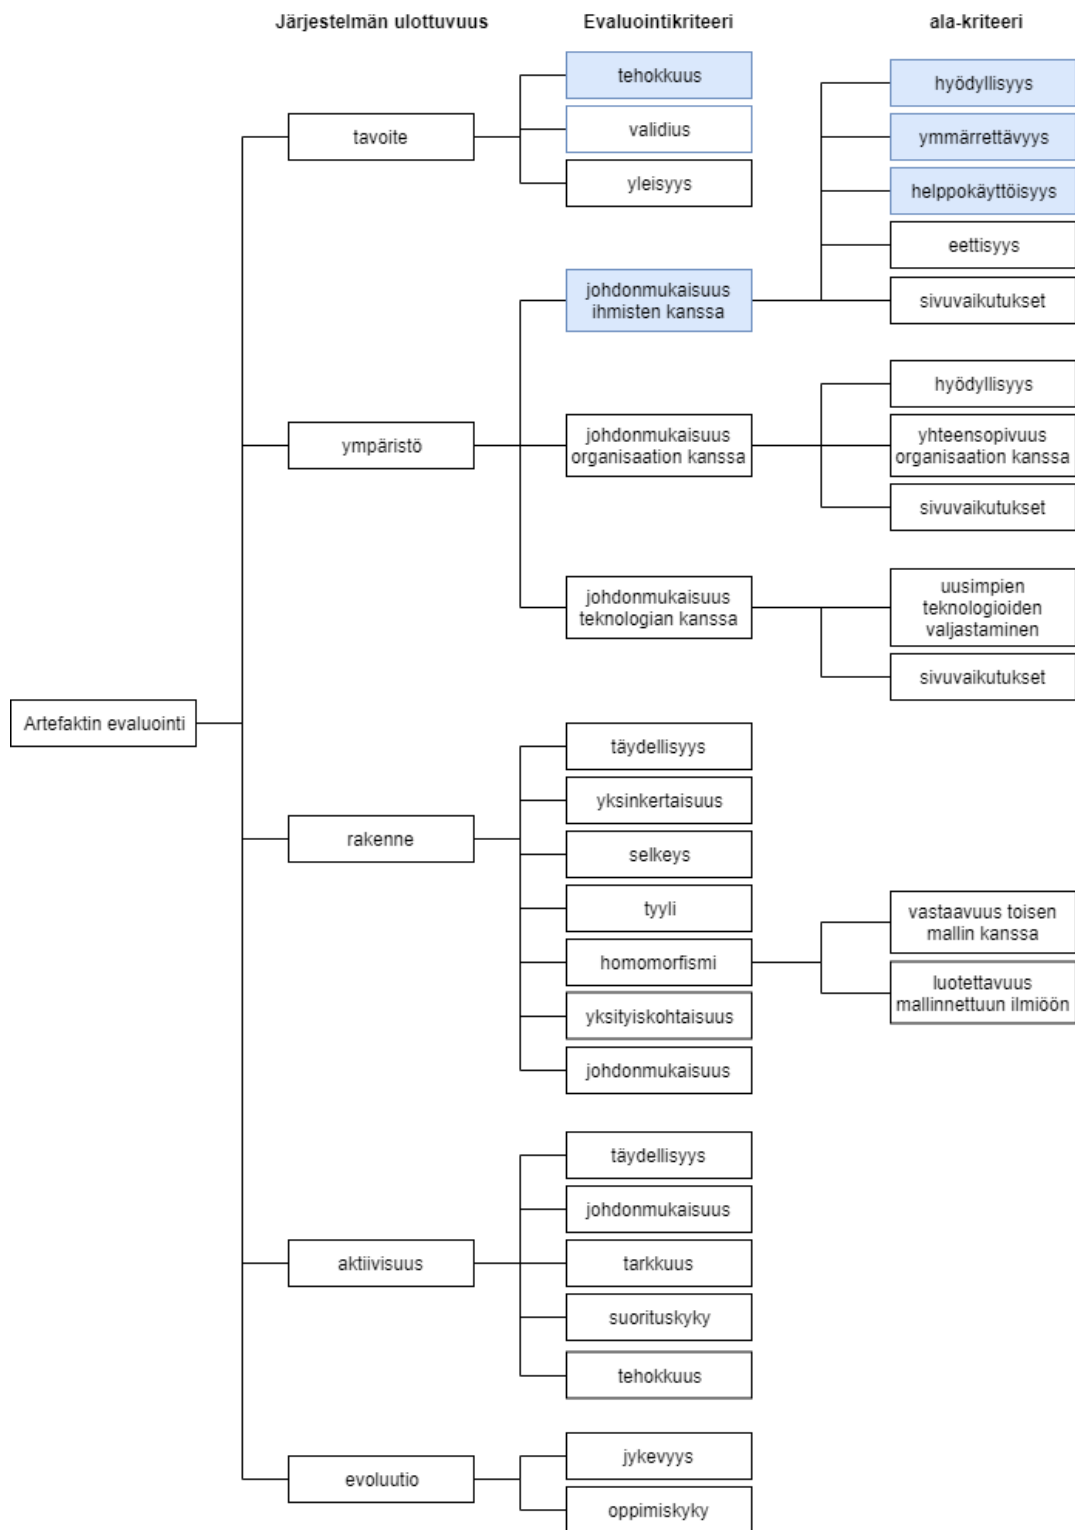 Järjestelmän ulottuvuus
Evaluointikriteeri
ala-kriteeri
Artefaktin evaluointi
tavoite
tehokkuus
validius
yleisyys
ympäristö
johdonmukaisuus
ihmisten kanssa
hyödyllisyys
ymmärrettävyys
helppokäyttöisyys
eettisyys
sivuvaikutukset
johdonmukaisuus
organisaation kanssa
hyödyllisyys
yhteensopivuus
organisaation kanssa
sivuvaikutukset
johdonmukaisuus
teknologian kanssa
uusimpien
teknologioiden
valjastaminen
sivuvaikutukset
rakenne
täydellisyys
yksinkertaisuus
selkeys
tyyli
homomorfismi
vastaavuus toisen
mallin kanssa
luotettavuus
mallinnettuun ilmiöön
yksityiskohtaisuus
johdonmukaisuus
aktiivisuus
täydellisyys
johdonmukaisuus
tarkkuus
suorituskyky
tehokkuus
evoluutio
jykevyys
oppimiskyky